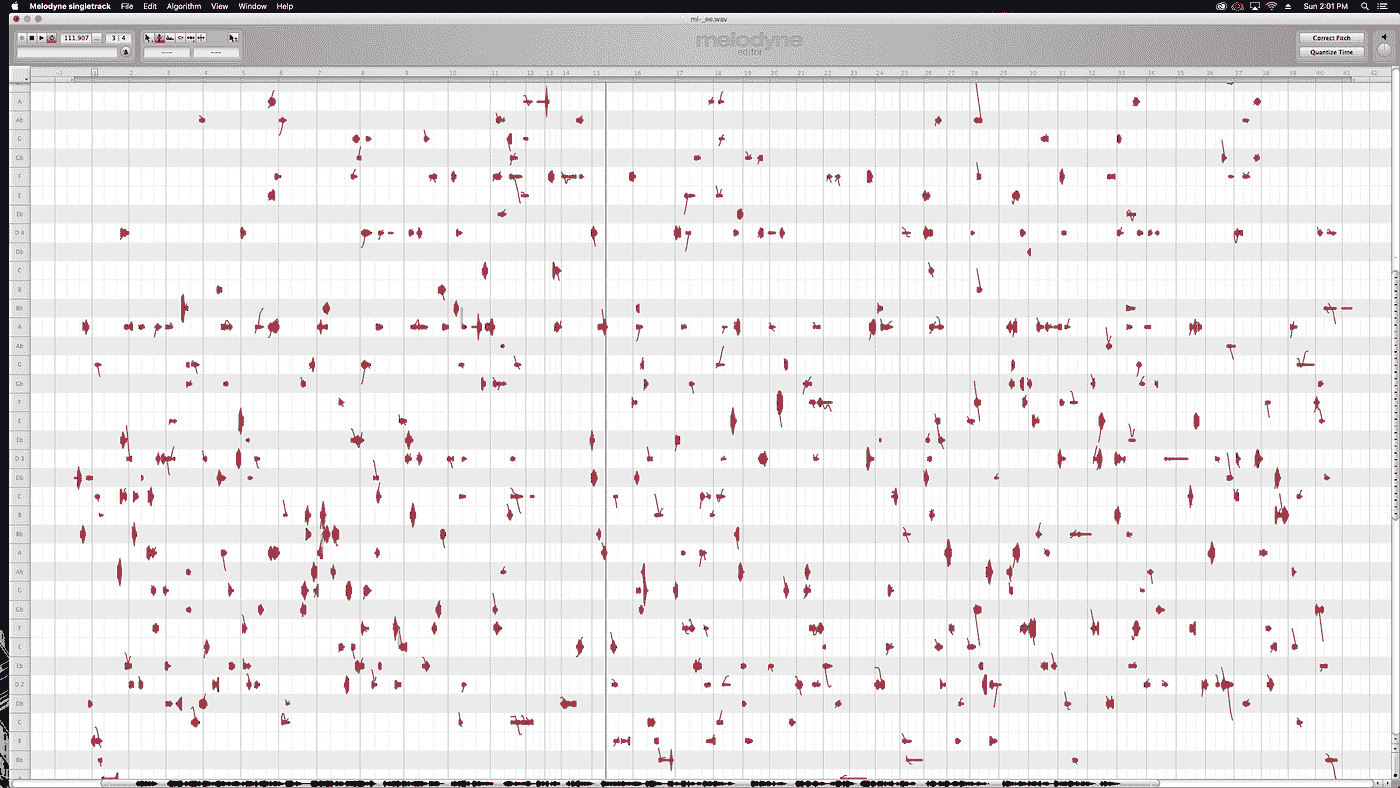 Melodyne singletrack File Edit Algorithm View Window Help Sun 2:01 PM
mi-_ee.wav
111.907 ... 3 | 4
--- ---
melodyne
editor
Correct Pitch
Quantize Time
-1 1 2 3 4 5 6 7 8 9 10 11 12 13 14 15 16 17 18 19 20 21 22 23 24 25 26 27 28 29 30 31 32 33 34 35 36 37 38 39 40 41 42
A
Ab
G
Gb
F
E
Eb
D 4
Db
C
B
Bb
A
Ab
G
Gb
F
E
Eb
D 3
Db
C
B
Bb
A
Ab
G
Gb
F
E
Eb
D 2
Db
C
B
Bb